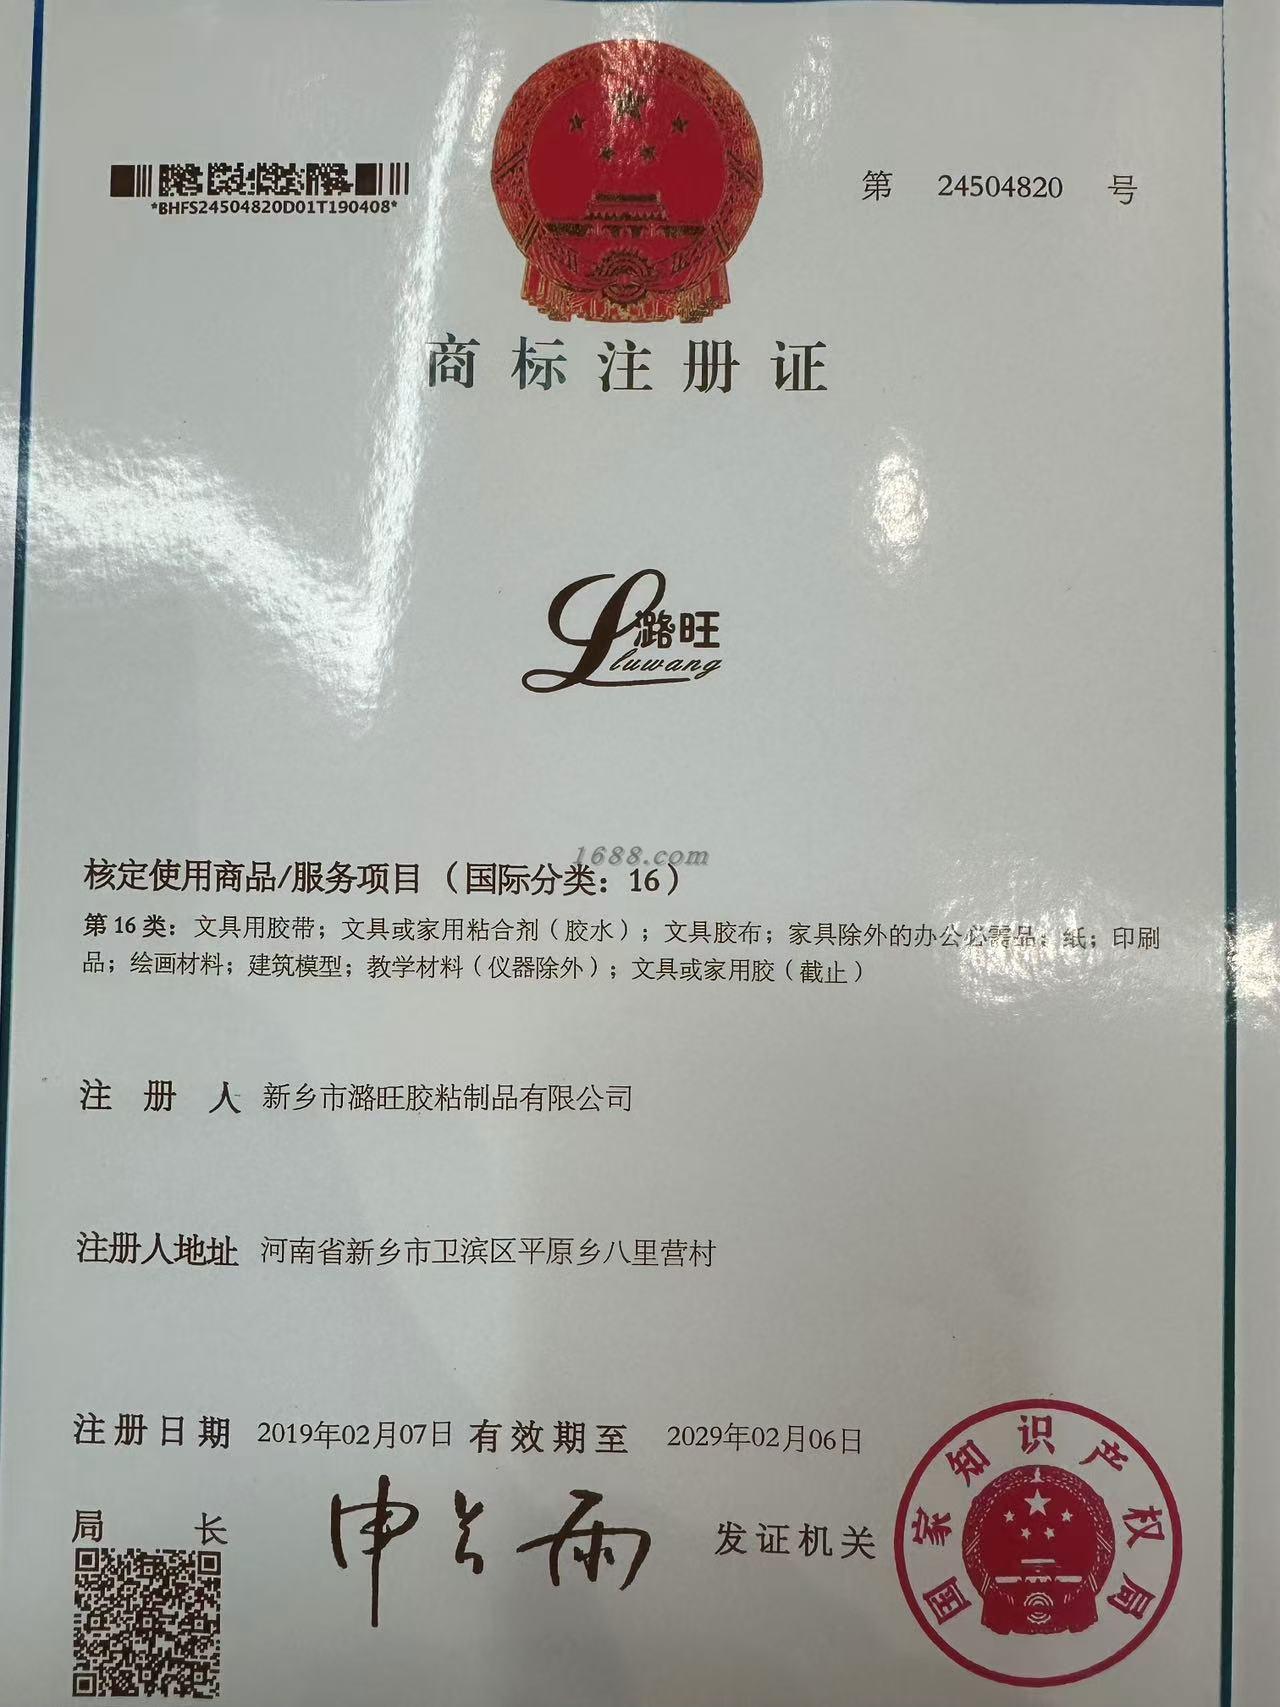 *BHFS24504820D01T190408*
第 24504820 号
商标注册证
潞旺
luwang
1688.com
核定使用商品/服务项目（国际分类：16）
第16类：文具用胶带；文具或家用粘合剂（胶水）；文具胶布；家具除外的办公必需品；纸；印刷
品；绘画材料；建筑模型；教学材料（仪器除外）；文具或家用胶（截止）
注册人 新乡市潞旺胶粘制品有限公司
注册人地址 河南省新乡市卫滨区平原乡八里营村
注册日期 2019年02月07日 有效期至 2029年02月06日
局长 申长雨 发证机关
国家知识产权局